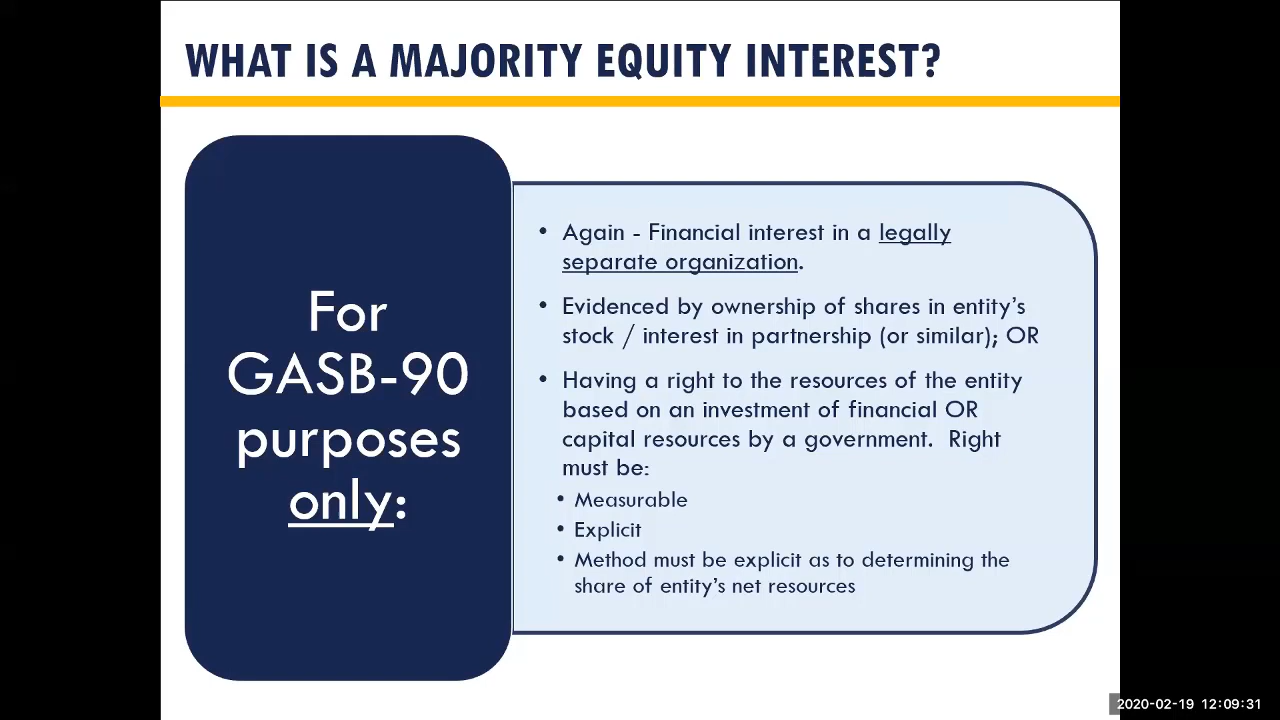 WHAT IS A MAJORITY EQUITY INTEREST?
For
GASB-90
purposes
only:
• Again - Financial interest in a legally
separate organization.
• Evidenced by ownership of shares in entity’s
stock / interest in partnership (or similar); OR
• Having a right to the resources of the entity
based on an investment of financial OR
capital resources by a government.  Right
must be:
• Measurable
• Explicit
• Method must be explicit as to determining the
share of entity’s net resources
2020-02-19 12:09:31